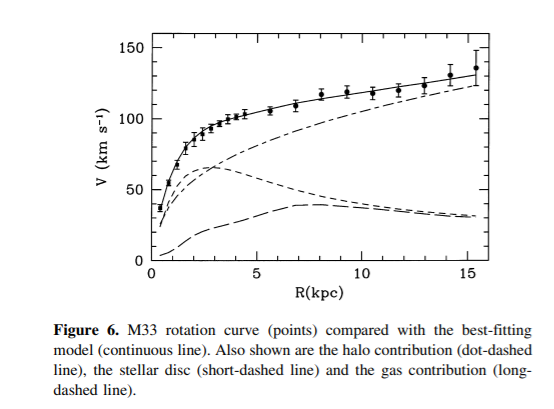 150
100
50
0
V (km s⁻¹)
0 5 10 15
R(kpc)
Figure 6. M33 rotation curve (points) compared with the best-fitting
model (continuous line). Also shown are the halo contribution (dot-dashed
line), the stellar disc (short-dashed line) and the gas contribution (long-
dashed line).